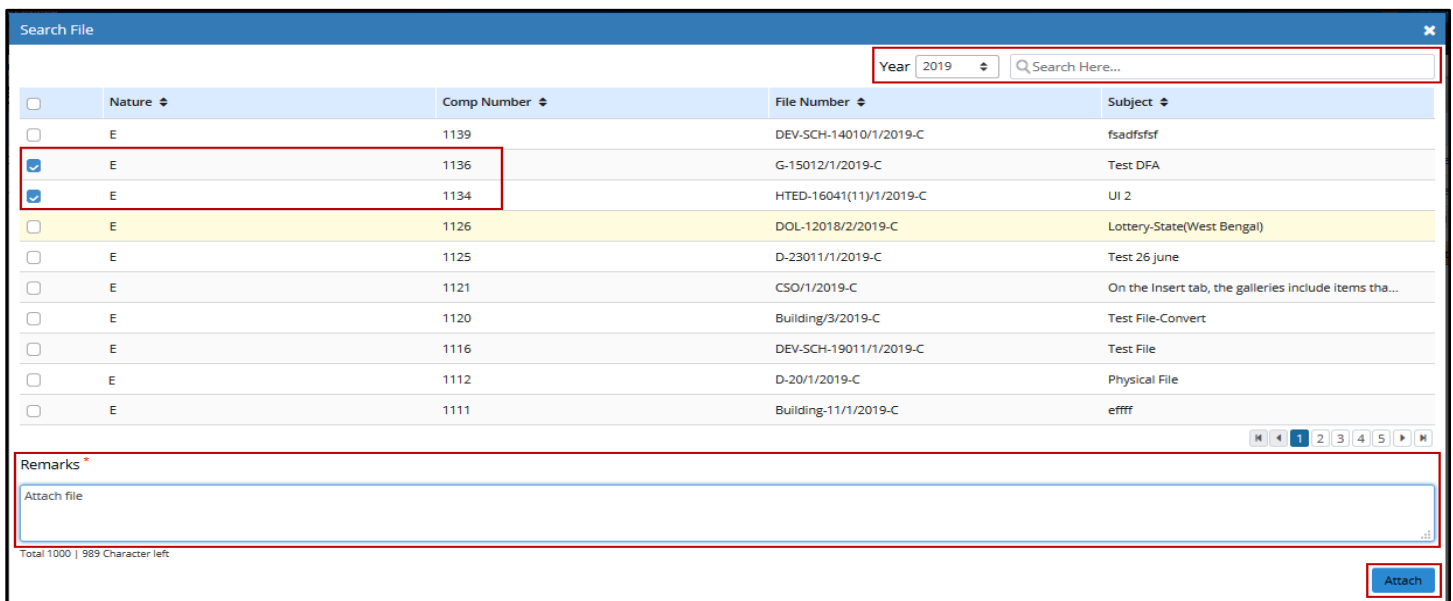 Search File
Year 2019 Search Here...
Nature Comp Number File Number Subject
E 1139 DEV-SCH-14010/1/2019-C fsadfsfsf
E 1136 G-15012/1/2019-C Test DFA
E 1134 HTED-16041(11)/1/2019-C UI 2
E 1126 DOL-12018/2/2019-C Lottery-State(West Bengal)
E 1125 D-23011/1/2019-C Test 26 june
E 1121 CSO/1/2019-C On the Insert tab, the galleries include items tha...
E 1120 Building/3/2019-C Test File-Convert
E 1116 DEV-SCH-19011/1/2019-C Test File
E 1112 D-20/1/2019-C Physical File
E 1111 Building-11/1/2019-C effff
1 2 3 4 5
Remarks *
Attach file
Total 1000 | 989 Character left
Attach